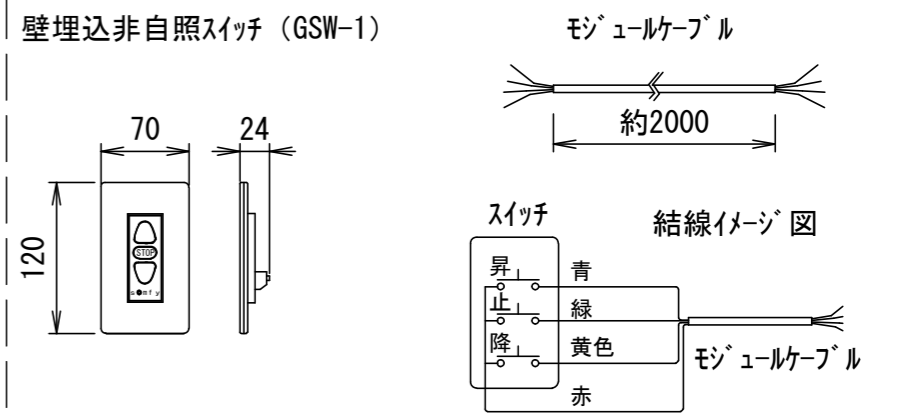 壁埋込非自照ｽｲｯﾁ（GSW-1）
70
24
120
STOP
somfy
ﾓｼﾞｭｰﾙｹｰﾌﾞﾙ
約2000
ｽｲｯﾁ
結線ｲﾒｰｼﾞ図
昇
青
止
緑
降
黄色
ﾓｼﾞｭｰﾙｹｰﾌﾞﾙ
赤